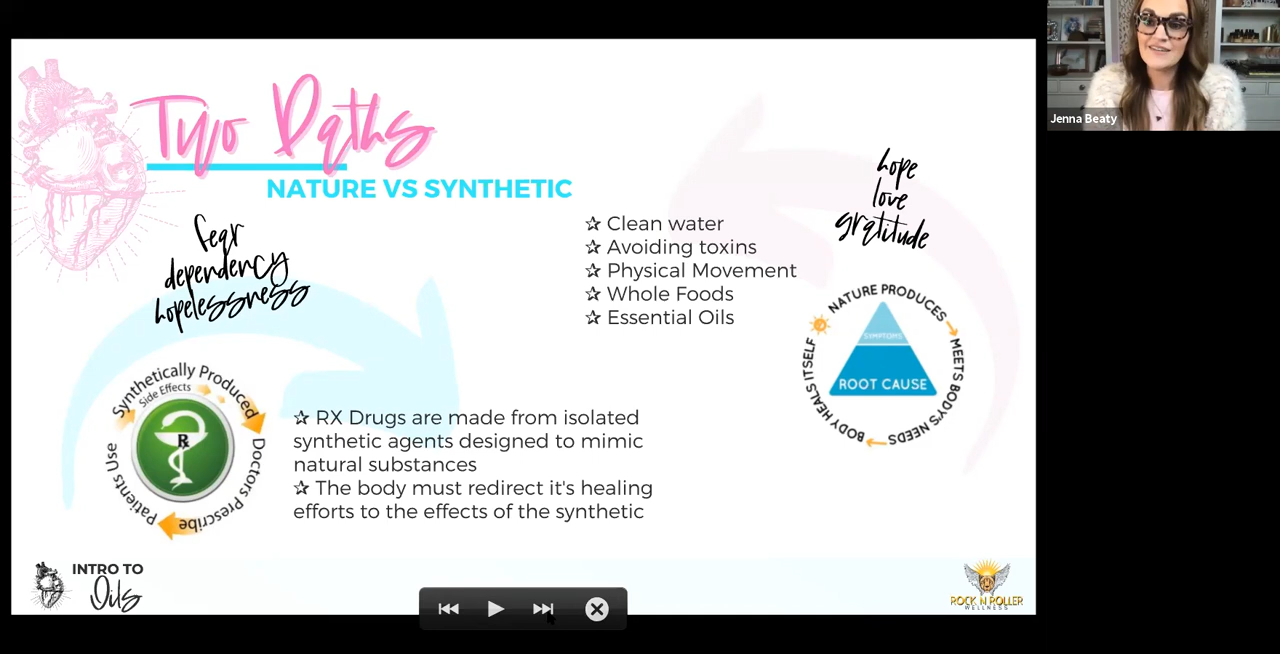 Two Paths
NATURE VS SYNTHETIC
fear
dependency
hopelessness
☆ Clean water
☆ Avoiding toxins
☆ Physical Movement
☆ Whole Foods
☆ Essential Oils
hope
love
gratitude
NATURE PRODUCES
MEETS BODY'S NEEDS
BODY HEALS ITSELF
SYMPTOMS
ROOT CAUSE
Synthetically Produced
Side Effects
Doctors Prescribe
Patients Use
R
☆ RX Drugs are made from isolated
synthetic agents designed to mimic
natural substances
☆ The body must redirect it's healing
efforts to the effects of the synthetic
INTRO TO
Oils
ROCK N ROLLER
WELLNESS
Jenna Beaty